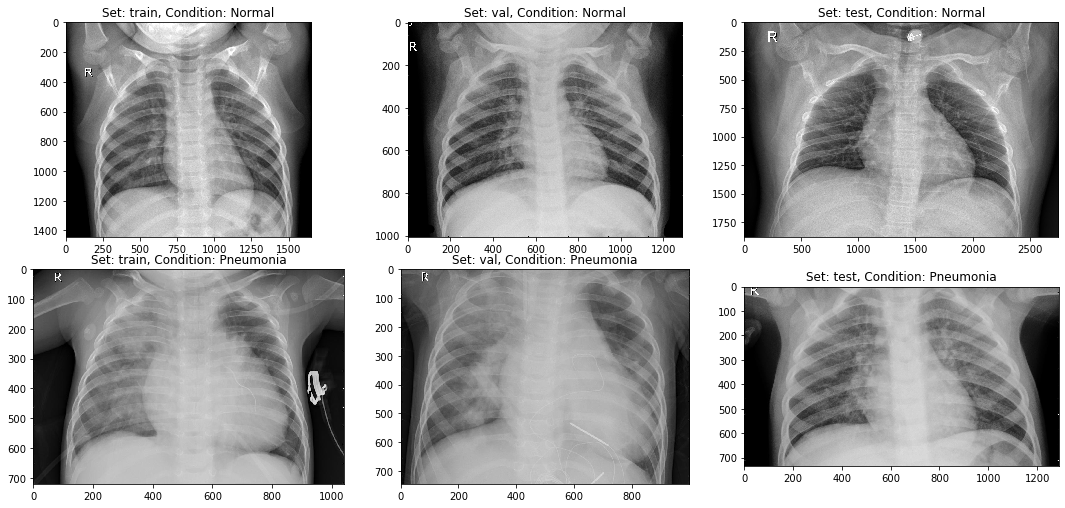 Set: train, Condition: Normal
Set: val, Condition: Normal
Set: test, Condition: Normal
R
R
R
0
200
400
600
800
1000
1200
1400
0
200
400
600
800
1000
0
250
500
750
1000
1250
1500
1750
0 250 500 750 1000 1250 1500
0 200 400 600 800 1000 1200
0 500 1000 1500 2000 2500
Set: train, Condition: Pneumonia
Set: val, Condition: Pneumonia
Set: test, Condition: Pneumonia
R
R
R
0
100
200
300
400
500
600
700
0
100
200
300
400
500
600
700
0
100
200
300
400
500
600
700
0 200 400 600 800 1000
0 200 400 600 800
0 200 400 600 800 1000 1200